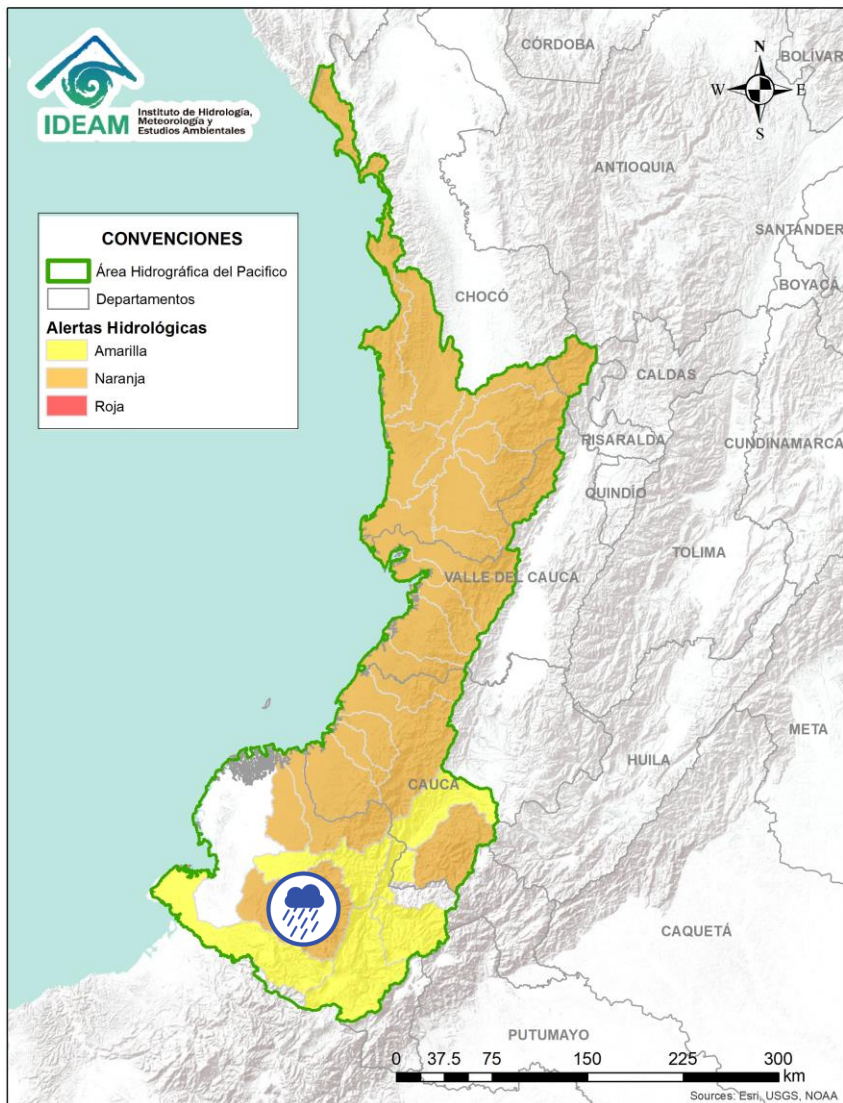 CÓRDOBA
BOLÍVAR
N
W E
S
IDEAM
Instituto de Hidrología,
Meteorología y
Estudios Ambientales
ANTIOQUIA
SANTANDER
BOYACÁ
CONVENCIONES
Área Hidrográfica del Pacifico
Departamentos
Alertas Hidrológicas
Amarilla
Naranja
Roja
CHOCÓ
CALDAS
RISARALDA
CUNDINAMARCA
QUINDÍO
TOLIMA
VALLE DEL CAUCA
META
HUILA
CAUCA
CAQUETÁ
PUTUMAYO
0 37.5 75 150 225 300
km
Sources: Esri, USGS, NOAA